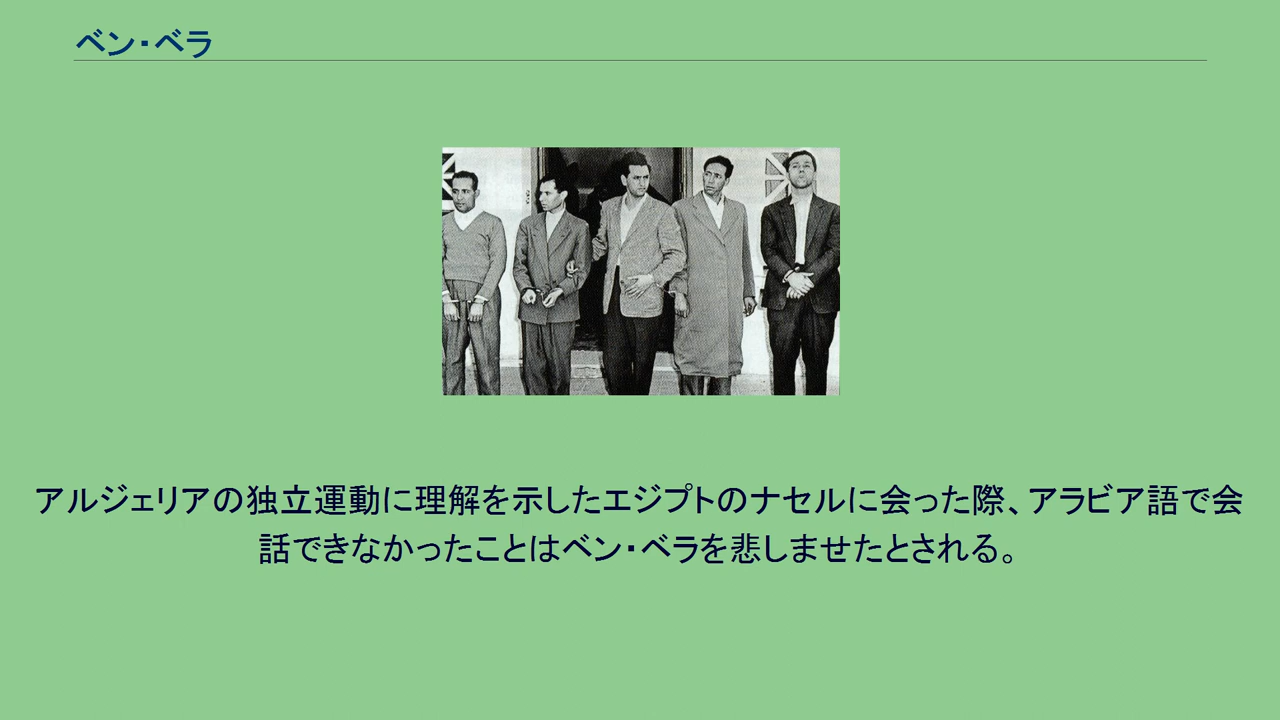 ベン・ベラ
アルジェリアの独立運動に理解を示したエジプトのナセルに会った際、アラビア語で会
話できなかったことはベン・ベラを悲しませたとされる。